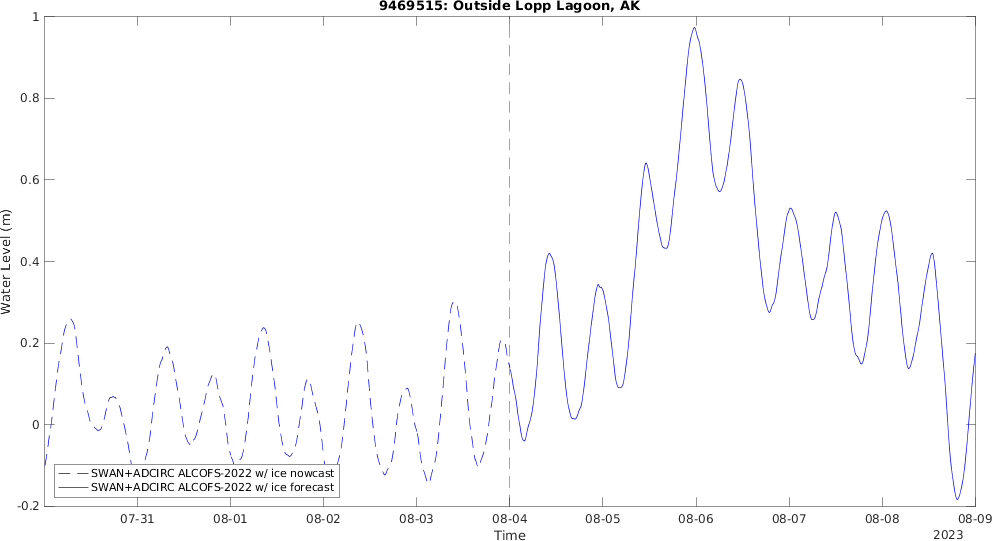 9469515: Outside Lopp Lagoon, AK
1
0.8
0.6
0.4
0.2
0
-0.2
Water Level (m)
SWAN+ADCIRC ALCOFS-2022 w/ ice nowcast
SWAN+ADCIRC ALCOFS-2022 w/ ice forecast
07-31 08-01 08-02 08-03 08-04 08-05 08-06 08-07 08-08 08-09
Time
2023